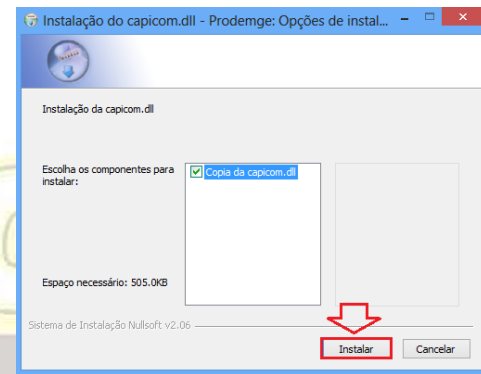 Instalação do capicom.dll - Prodemge: Opções de instal...
Instalação da capicom.dll
Escolha os componentes para
instalar:
Copia da capicom.dll
Espaço necessário: 505.0KB
Sistema de Instalação Nullsoft v2.06
Instalar
Cancelar